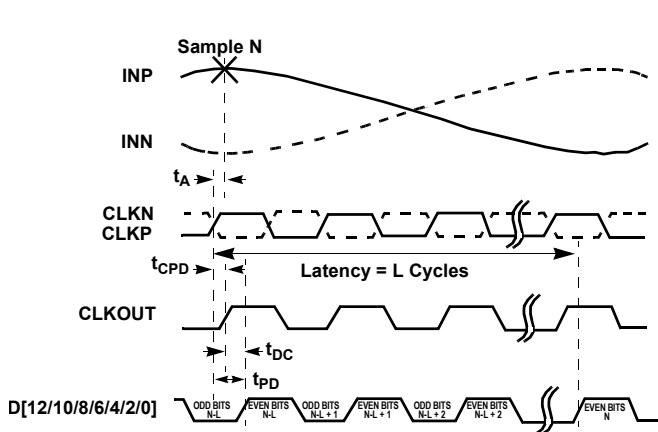 Sample N
INP
INN
tA
CLKN
CLKP
tCPD
Latency = L Cycles
CLKOUT
tDC
tPD
D[12/10/8/6/4/2/0]
ODD BITS
N-L
EVEN BITS
N-L
ODD BITS
N-L + 1
EVEN BITS
N-L + 1
ODD BITS
N-L + 2
EVEN BITS
N-L + 2
EVEN BITS
N